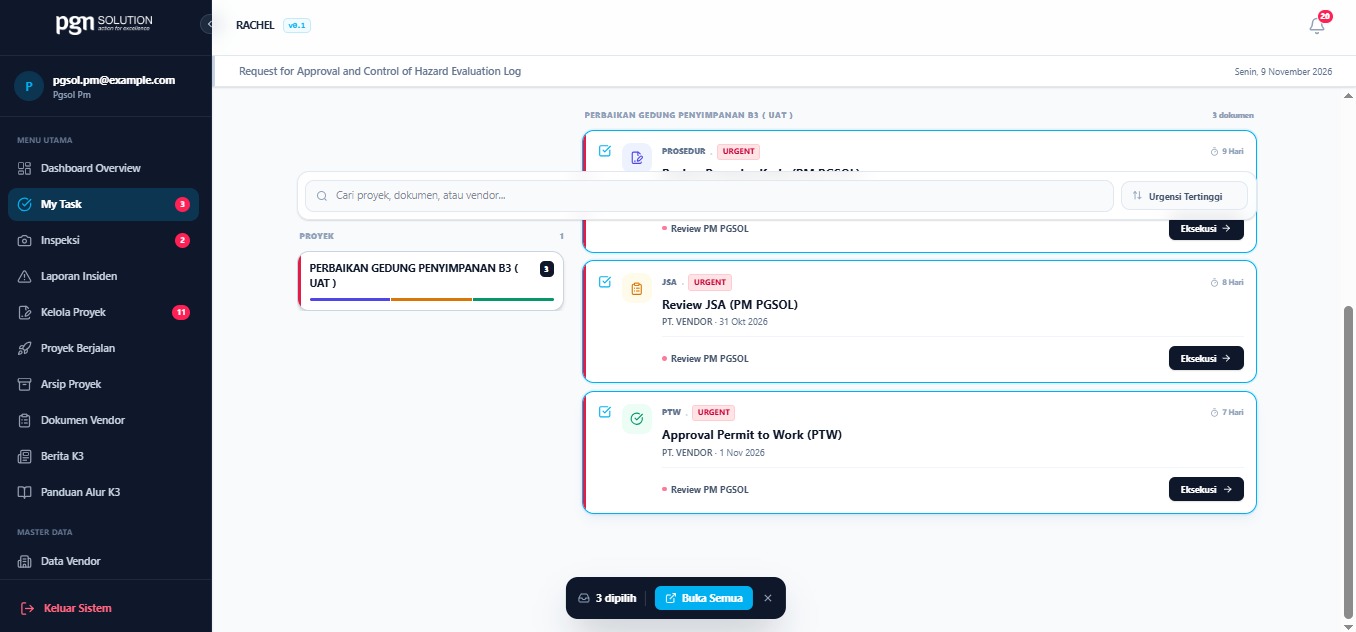 pgn SOLUTION
action for excellence
RACHEL v0.1
20
P
pgsol.pm@example.com
Pgsol Pm
Request for Approval and Control of Hazard Evaluation Log
Senin, 9 November 2026
MENU UTAMA
Dashboard Overview
My Task 3
Inspeksi 2
Laporan Insiden
Kelola Proyek 11
Proyek Berjalan
Arsip Proyek
Dokumen Vendor
Berita K3
Panduan Alur K3
MASTER DATA
Data Vendor
Keluar Sistem
Cari proyek, dokumen, atau vendor...
Urgensi Tertinggi
PROYEK 1
PERBAIKAN GEDUNG PENYIMPANAN B3 (
UAT ) 3
PERBAIKAN GEDUNG PENYIMPANAN B3 ( UAT ) 3 dokumen
PROSEDUR . URGENT 9 Hari
Review PM PGSOL Eksekusi
JSA . URGENT 8 Hari
Review JSA (PM PGSOL)
PT. VENDOR · 31 Okt 2026
Review PM PGSOL Eksekusi
PTW . URGENT 7 Hari
Approval Permit to Work (PTW)
PT. VENDOR · 1 Nov 2026
Review PM PGSOL Eksekusi
3 dipilih Buka Semua